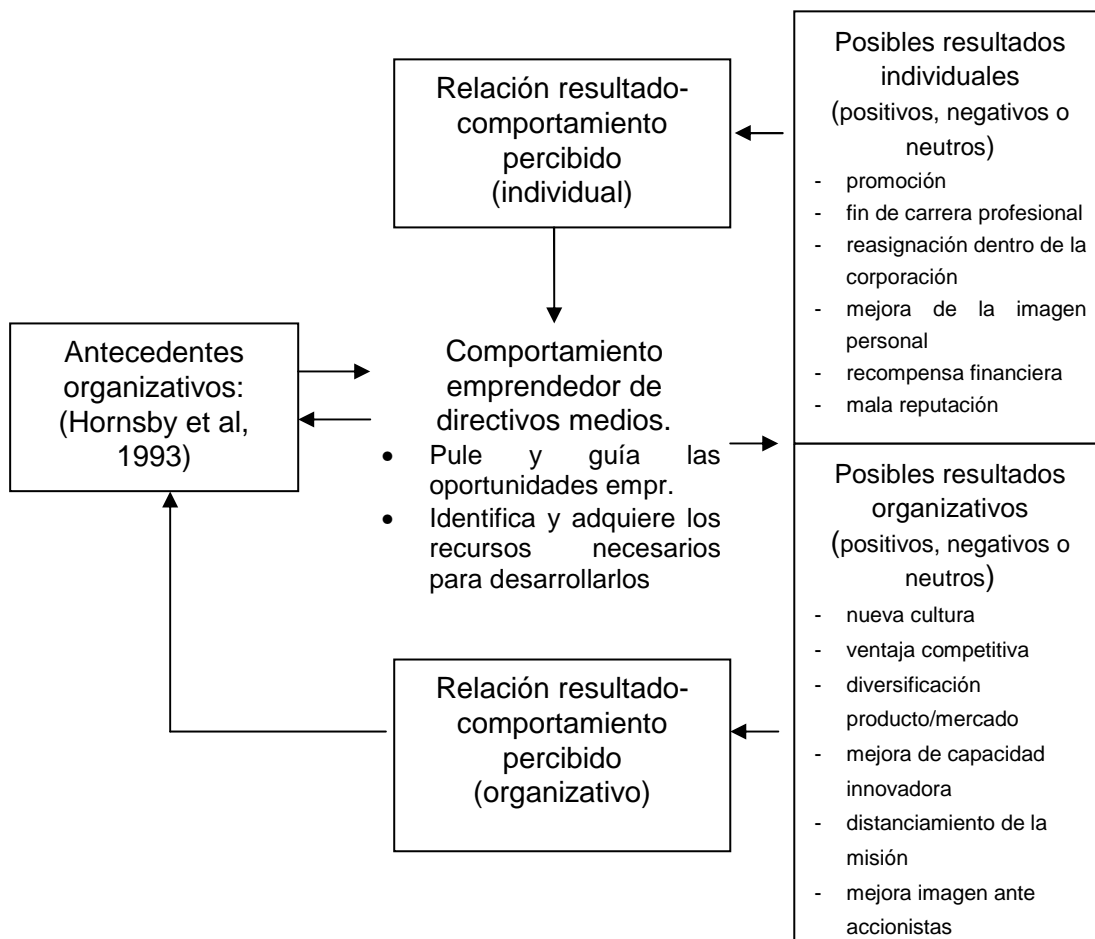 Relación resultado-
comportamiento
percibido
(individual)
Posibles resultados
individuales
(positivos, negativos o
neutros)
- promoción
- fin de carrera profesional
- reasignación dentro de la
corporación
- mejora de la imagen
personal
- recompensa financiera
- mala reputación
Antecedentes
organizativos:
(Hornsby et al,
1993)
Comportamiento
emprendedor de
directivos medios.
• Pule y guía las
oportunidades empr.
• Identifica y adquiere los
recursos necesarios
para desarrollarlos
Posibles resultados
organizativos
(positivos, negativos o
neutros)
- nueva cultura
- ventaja competitiva
- diversificación
producto/mercado
- mejora de capacidad
innovadora
- distanciamiento de la
misión
- mejora imagen ante
accionistas
Relación resultado-
comportamiento
percibido
(organizativo)